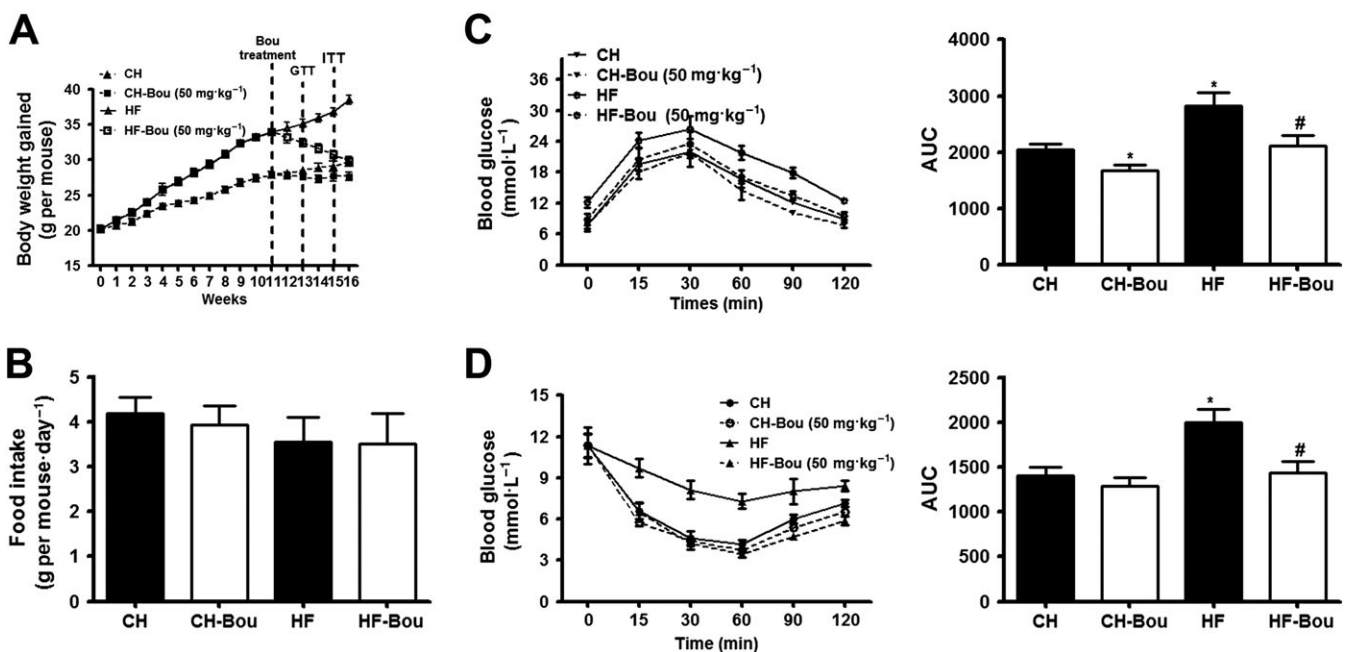 A
Bou
treatment
GTT
ITT
CH
CH-Bou (50 mg·kg⁻¹)
HF
HF-Bou (50 mg·kg⁻¹)
Body weight gained
(g per mouse)
40
35
30
25
20
15
0 1 2 3 4 5 6 7 8 9 10 11 12 13 14 15 16
Weeks
B
Food intake
(g per mouse·day⁻¹)
5
4
3
2
1
0
CH CH-Bou HF HF-Bou
C
CH
CH-Bou (50 mg·kg⁻¹)
HF
HF-Bou (50 mg·kg⁻¹)
Blood glucose
(mmol·L⁻¹)
36
30
24
18
12
6
0
0 15 30 60 90 120
Times (min)
AUC
4000
3000
2000
1000
0
*
*
#
CH CH-Bou HF HF-Bou
D
CH
CH-Bou (50 mg·kg⁻¹)
HF
HF-Bou (50 mg·kg⁻¹)
Blood glucose
(mmol·L⁻¹)
15
12
9
6
3
0
0 15 30 60 90 120
Time (min)
AUC
2500
2000
1500
1000
500
0
*
#
CH CH-Bou HF HF-Bou